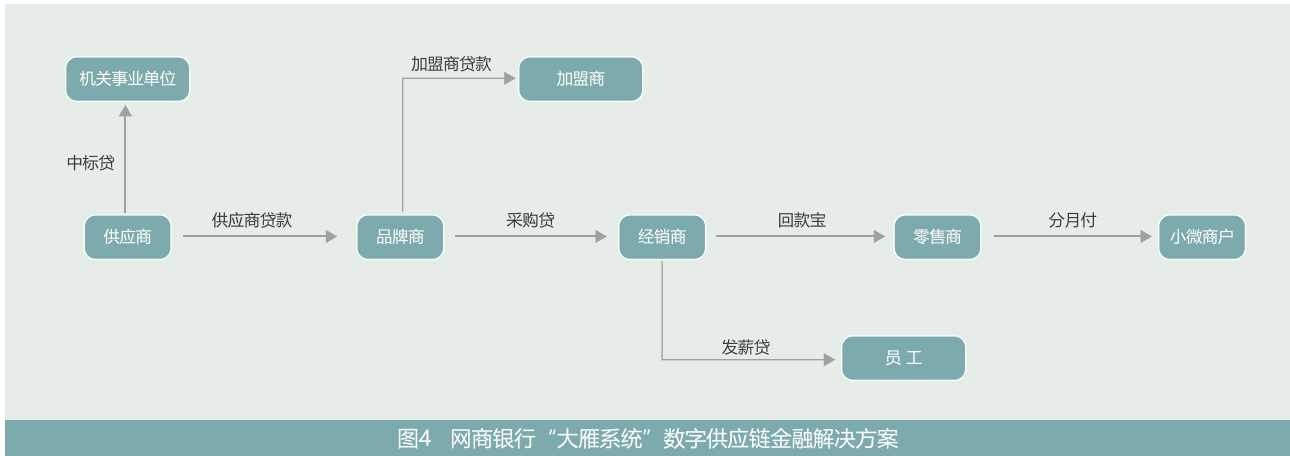 加盟商贷款
机关事业单位
加盟商
中标贷
供应商贷款
采购贷
回款宝
分月付
供应商
品牌商
经销商
零售商
小微商户
发薪贷
员 工
图4 网商银行“大雁系统”数字供应链金融解决方案